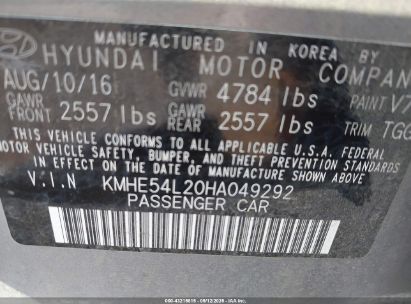 MANUFACTURED IN KOREA BY
HYUNDAI MOTOR COMPAN
AUG/10/16 GVWR 4784 lbs PAINT
GAWR FRONT 2557 lbs GAWR REAR 2557 lbs TRIM TGG
THIS VEHICLE CONFORMS TO ALL APPLICABLE U.S.A. FEDERAL
MOTOR VEHICLE SAFETY, BUMPER, AND THEFT PREVENTION
STANDARDS IN EFFECT ON THE DATE OF MANUFACTURE
SHOWN ABOVE.
V.I.N KMHE54L20HA049292
PASSENGER CAR